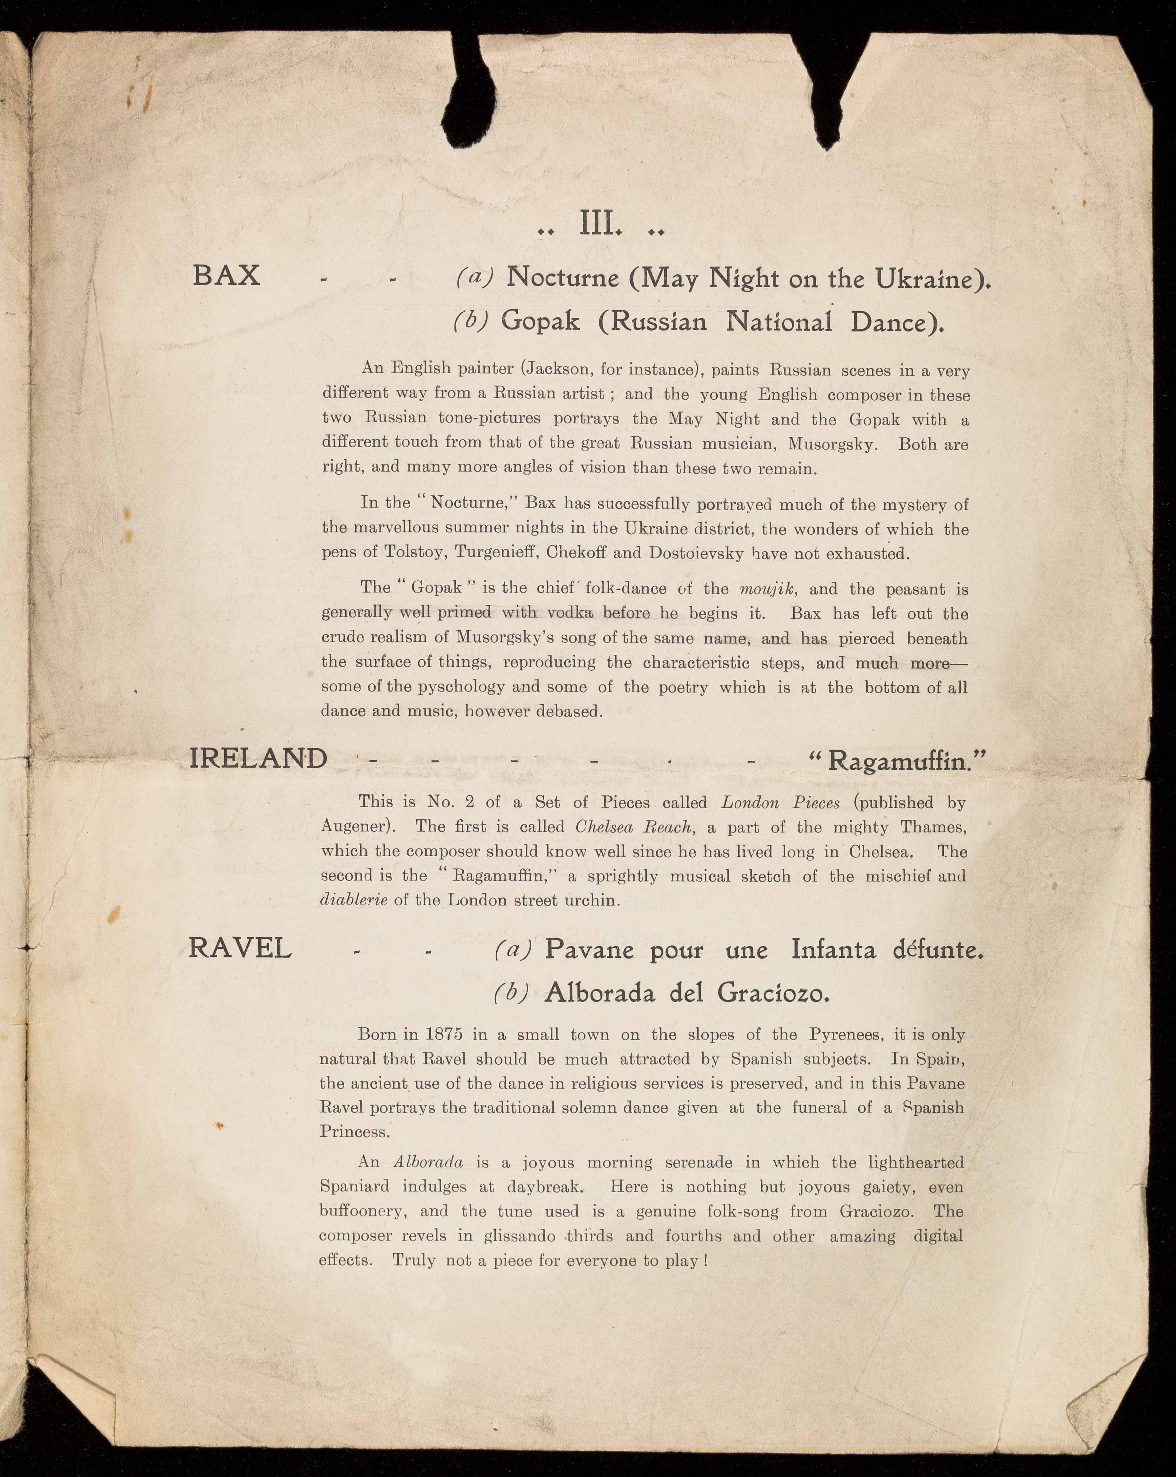 .. III. ..
BAX - - (a) Nocturne (May Night on the Ukraine).
(b) Gopak (Russian National Dance).
An English painter (Jackson, for instance), paints Russian scenes in a very
different way from a Russian artist ; and the young English composer in these
two Russian tone-pictures portrays the May Night and the Gopak with a
different touch from that of the great Russian musician, Musorgsky. Both are
right, and many more angles of vision than these two remain.
In the “ Nocturne,” Bax has successfully portrayed much of the mystery of
the marvellous summer nights in the Ukraine district, the wonders of which the
pens of Tolstoy, Turgenieff, Chekoff and Dostoievsky have not exhausted.
The “ Gopak ” is the chief folk-dance of the moujik, and the peasant is
generally well primed with vodka before he begins it. Bax has left out the
crude realism of Musorgsky’s song of the same name, and has pierced beneath
the surface of things, reproducing the characteristic steps, and much more—
some of the pyschology and some of the poetry which is at the bottom of all
dance and music, however debased.
IRELAND - - - - - - “ Ragamuffin.”
This is No. 2 of a Set of Pieces called London Pieces (published by
Augener). The first is called Chelsea Reach, a part of the mighty Thames,
which the composer should know well since he has lived long in Chelsea. The
second is the “ Ragamuffin,” a sprightly musical sketch of the mischief and
diablerie of the London street urchin.
RAVEL - - (a) Pavane pour une Infanta défunte.
(b) Alborada del Graciozo.
Born in 1875 in a small town on the slopes of the Pyrenees, it is only
natural that Ravel should be much attracted by Spanish subjects. In Spain,
the ancient use of the dance in religious services is preserved, and in this Pavane
Ravel portrays the traditional solemn dance given at the funeral of a Spanish
Princess.
An Alborada is a joyous morning serenade in which the lighthearted
Spaniard indulges at daybreak. Here is nothing but joyous gaiety, even
buffoonery, and the tune used is a genuine folk-song from Graciozo. The
composer revels in glissando thirds and fourths and other amazing digital
effects. Truly not a piece for everyone to play !